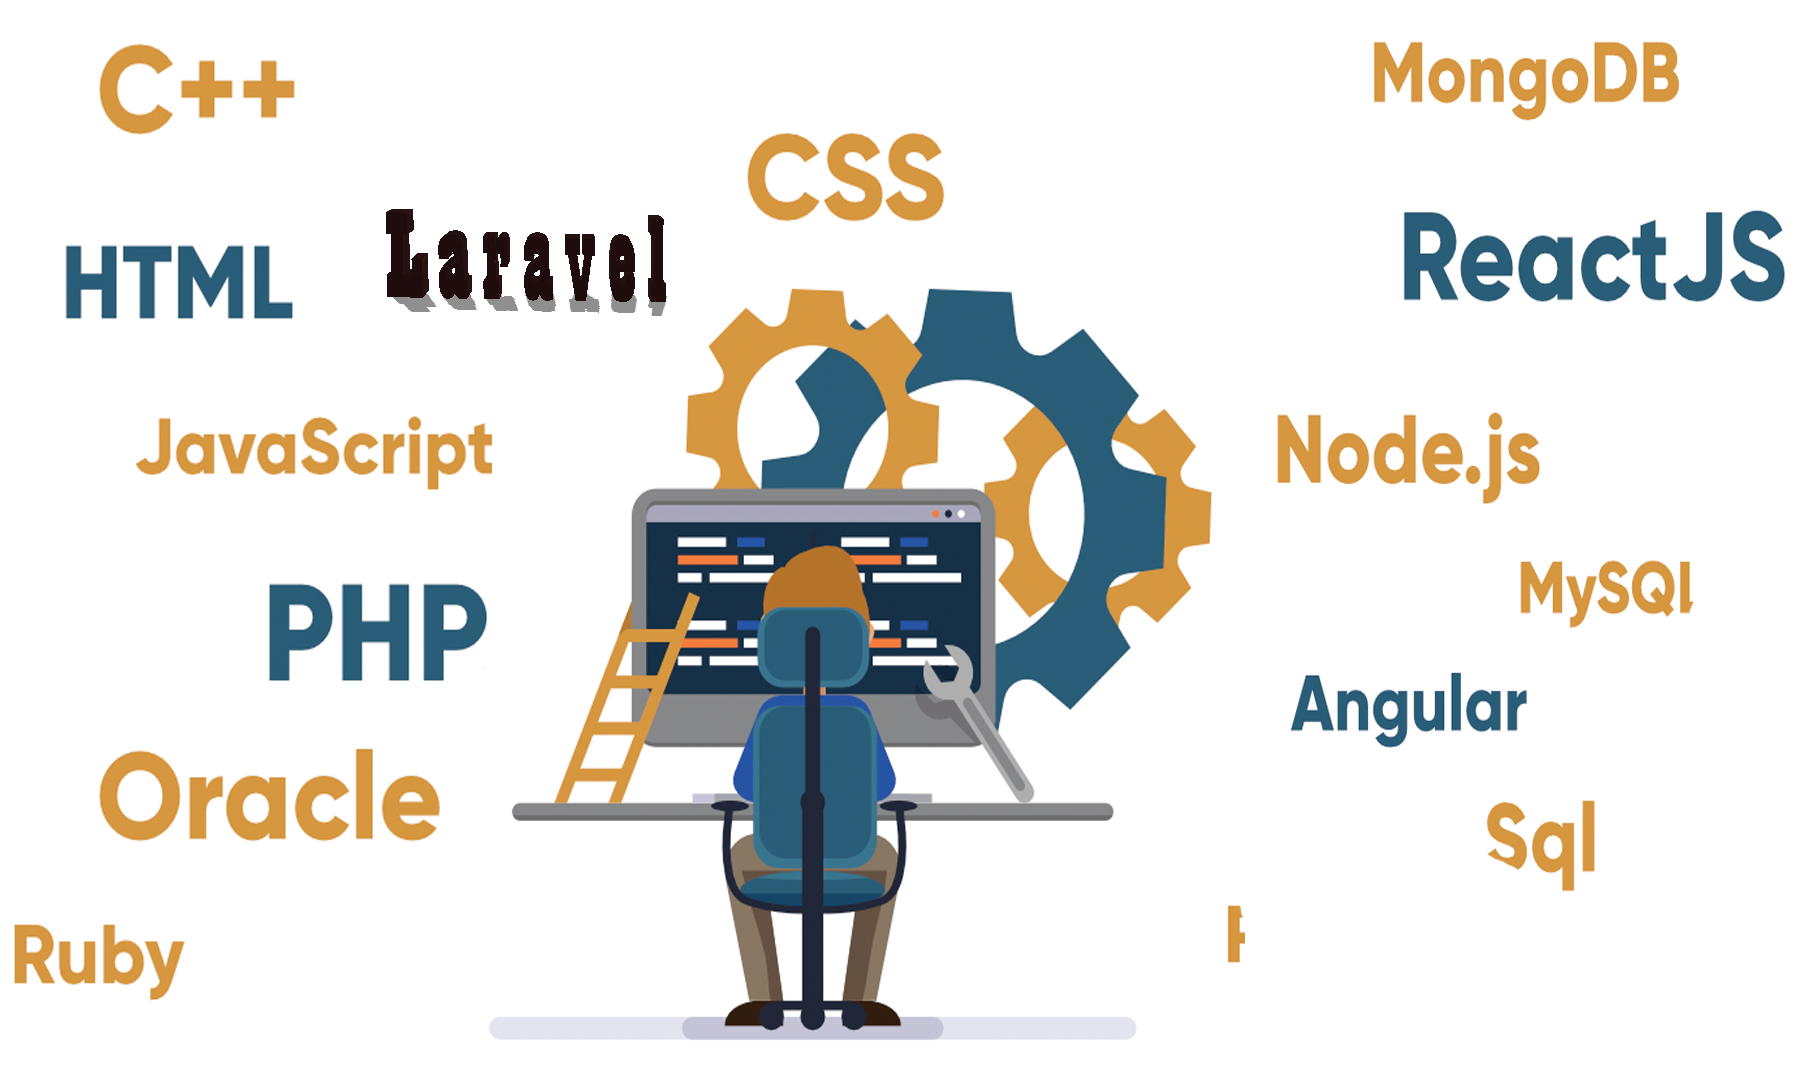 C++
MongoDB
CSS
HTML
Laravel
ReactJS
JavaScript
Node.js
MySQL
PHP
Angular
Oracle
Sql
Ruby